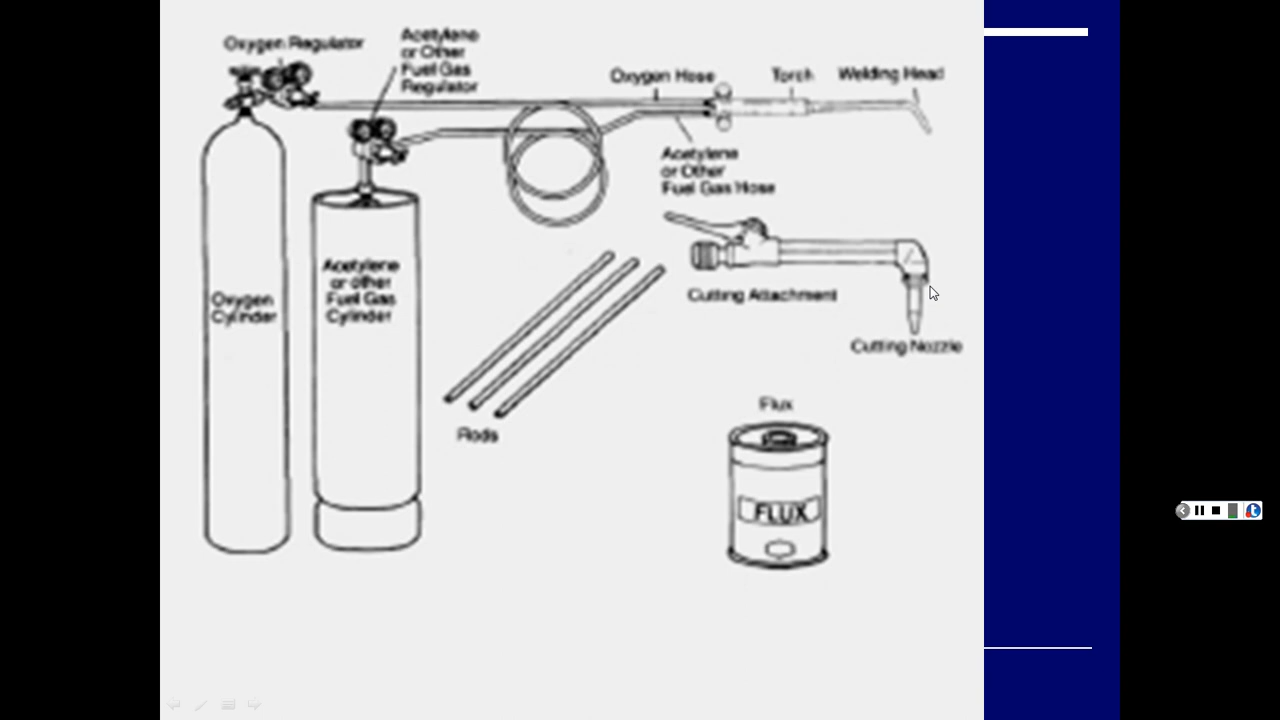 Oxygen Regulator
Acetylene
or Other
Fuel Gas
Regulator
Oxygen Hose
Torch
Welding Head
Acetylene
or Other
Fuel Gas Hose
Oxygen
Cylinder
Acetylene
or other
Fuel Gas
Cylinder
Cutting Attachment
Cutting Nozzle
Rods
Flux
FLUX